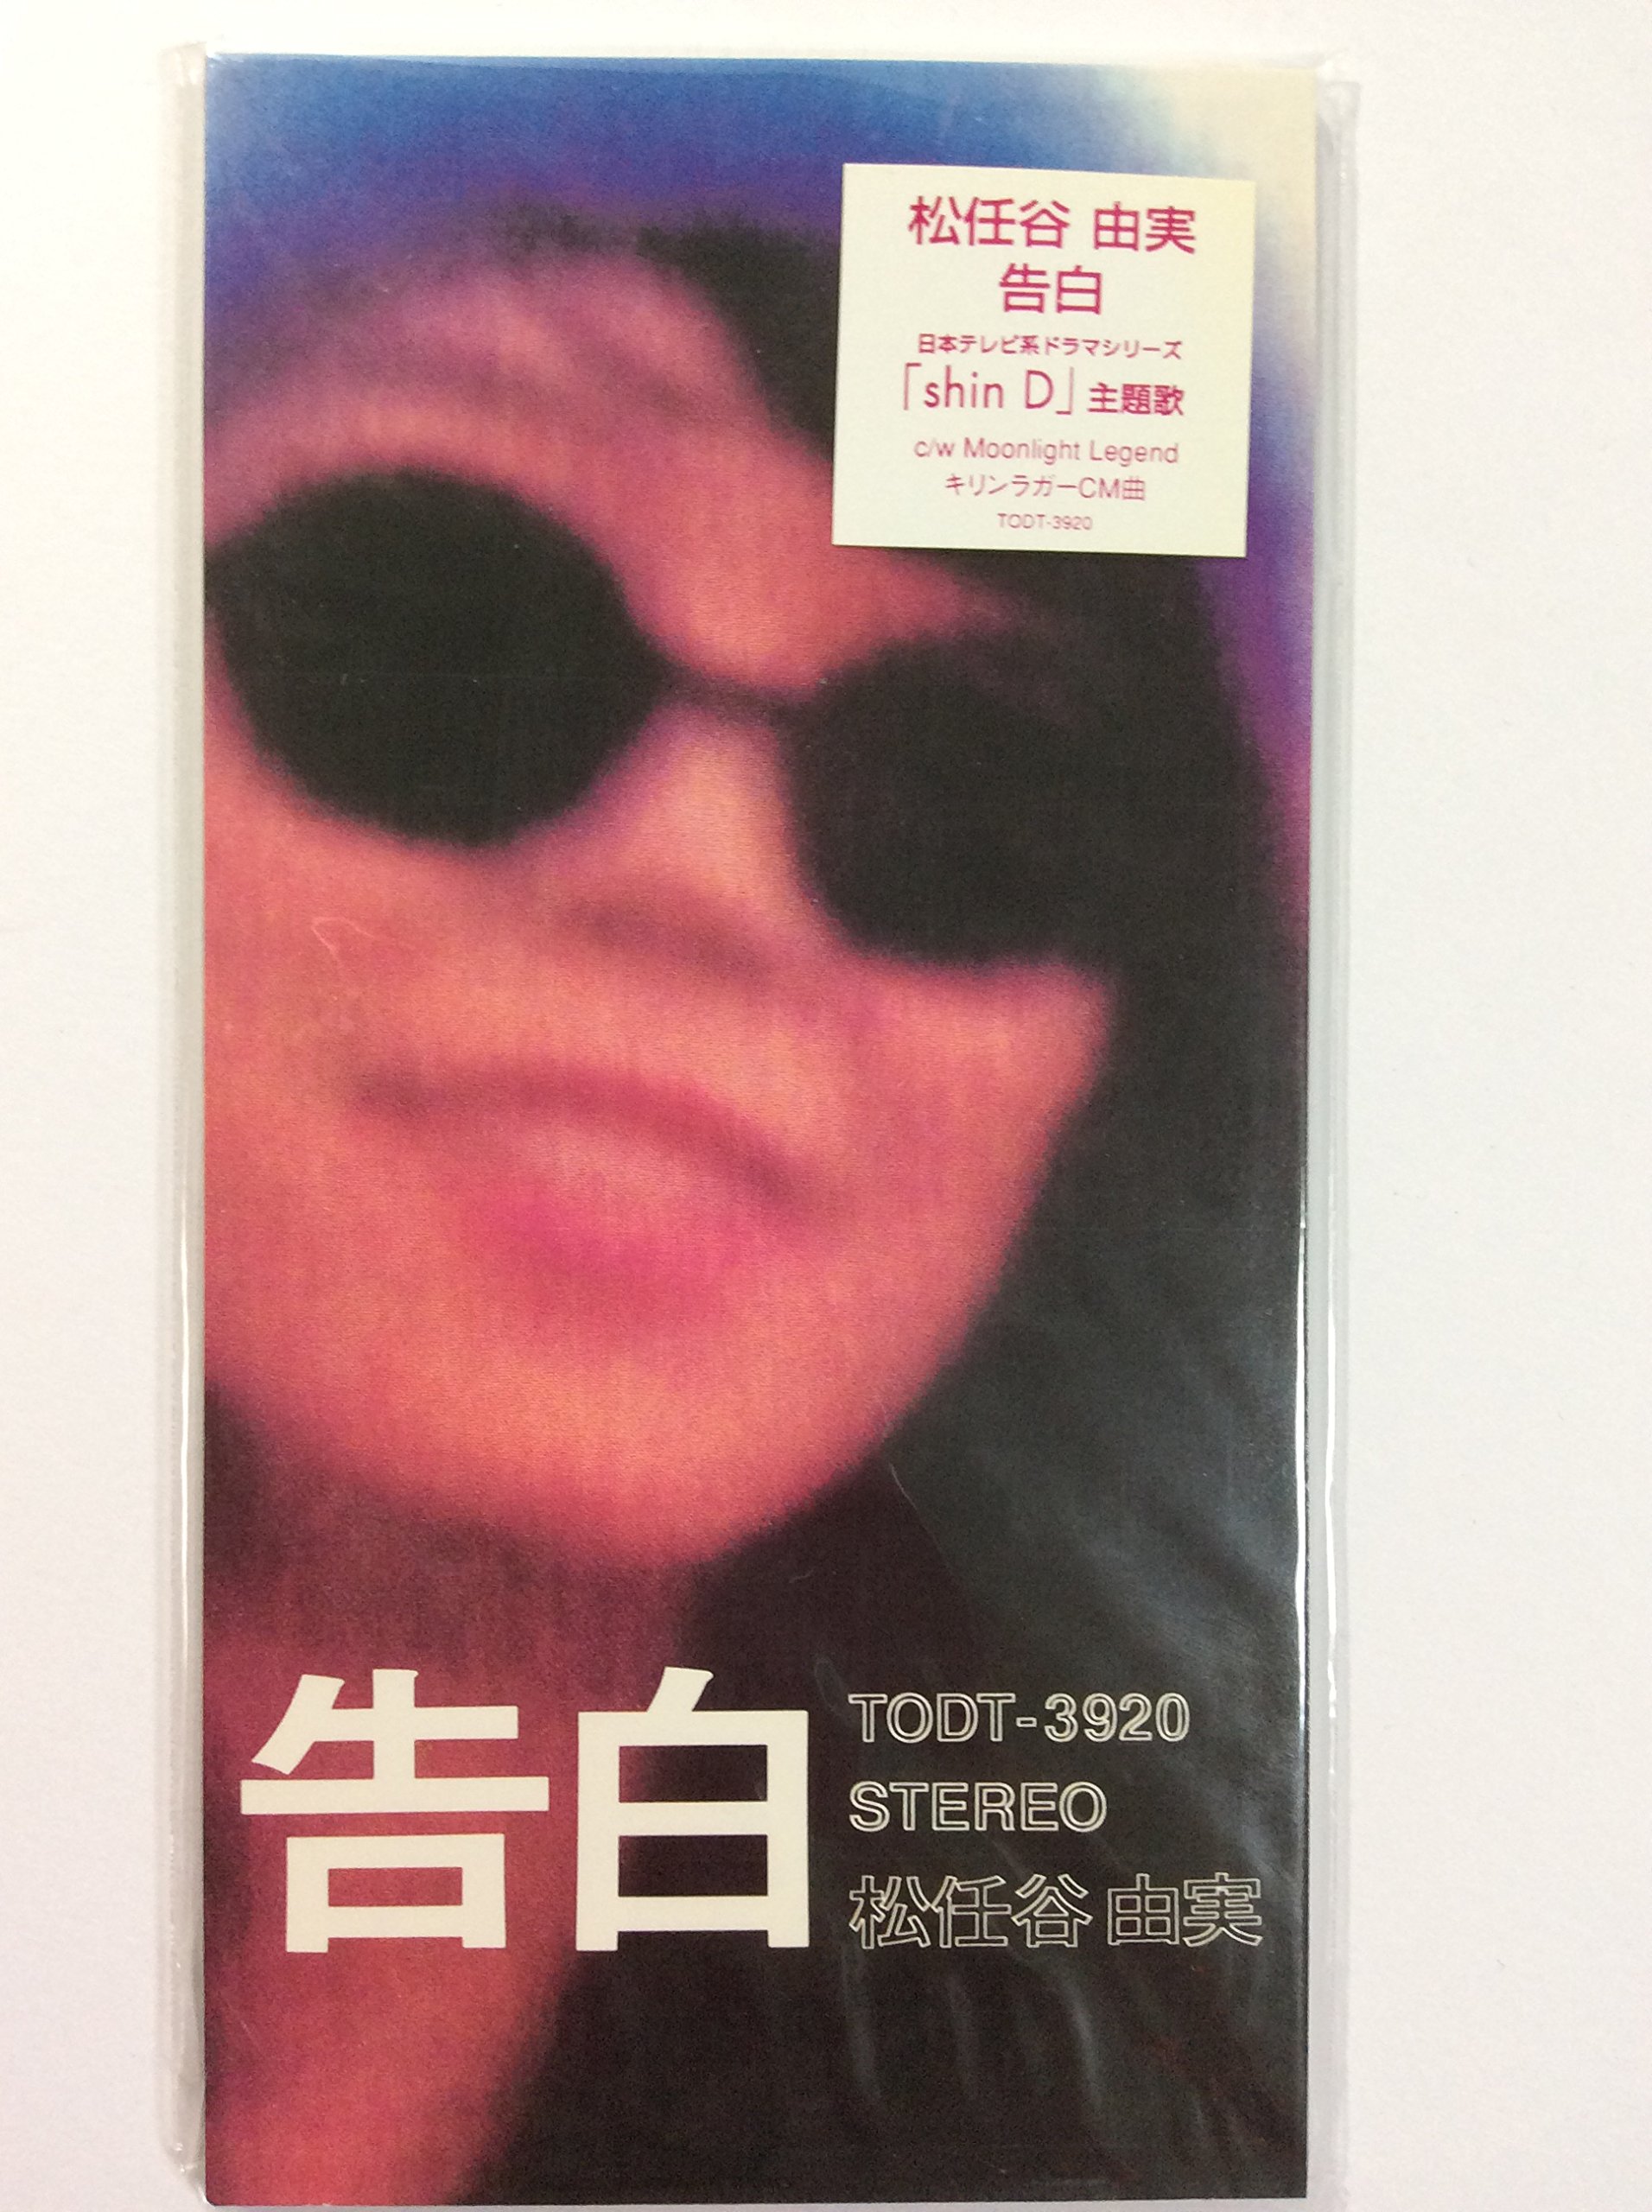 松任谷 由実
告白
日本テレビ系ドラマシリーズ
「shin D」主題歌
c/w Moonlight Legend
キリンラガーCM曲
TODT-3920
告白
TODT-3920
STEREO
松任谷 由実